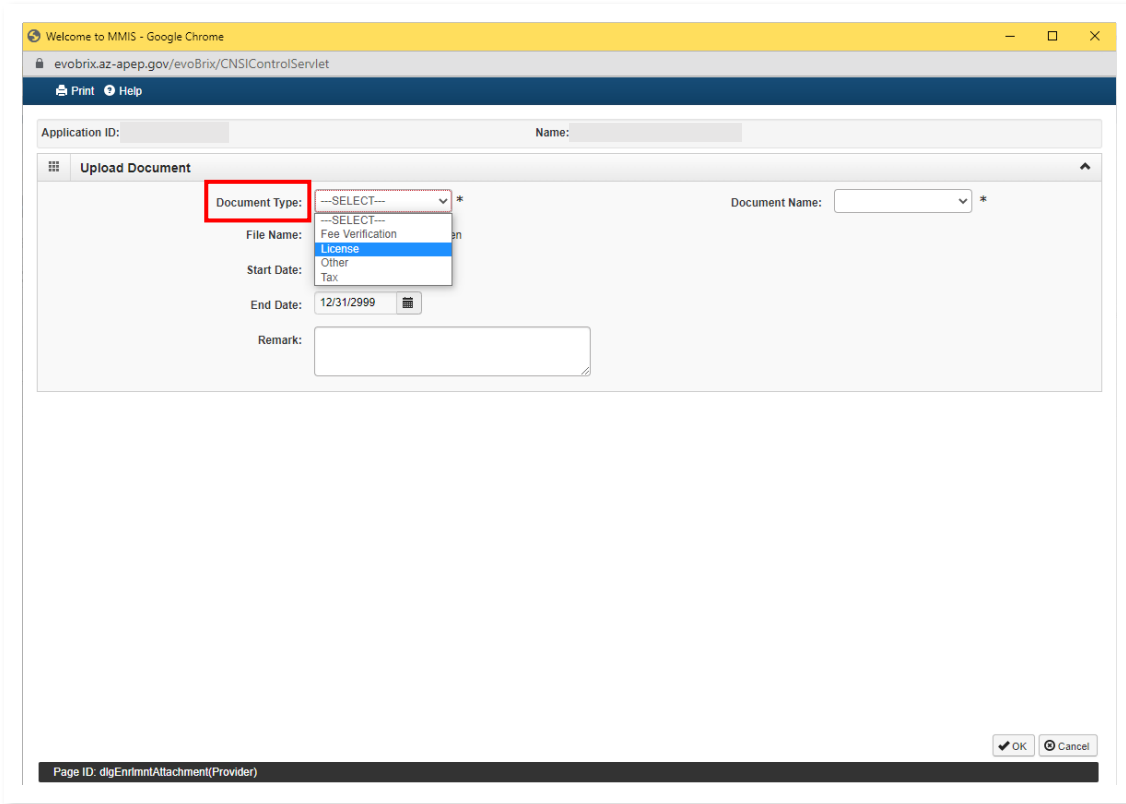 Welcome to MMIS - Google Chrome
evobrix.az-apep.gov/evoBrix/CNSIControlServlet
Print Help
Application ID: Name:
Upload Document
Document Type: ---SELECT--- * Document Name: *
---SELECT---
File Name: Fee Verification en
License
Start Date: Other
Tax
End Date: 12/31/2999
Remark:
OK Cancel
Page ID: dlgEnrlmntAttachment(Provider)